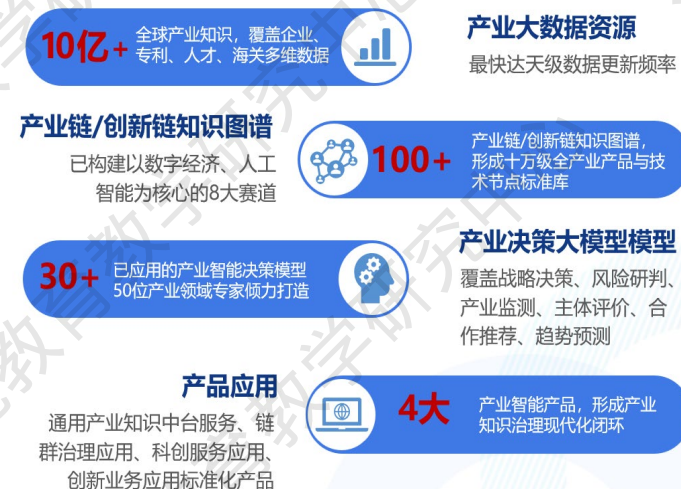 10亿+
全球产业知识，覆盖企业、
专利、人才、海关多维数据
产业大数据资源
最快达天级数据更新频率
产业链/创新链知识图谱
已构建以数字经济、人工
智能为核心的8大赛道
100+
产业链/创新链知识图谱，
形成十万级全产业产品与技
术节点标准库
30+
已应用的产业智能决策模型
50位产业领域专家倾力打造
产业决策大模型模型
覆盖战略决策、风险研判、
产业监测、主体评价、合
作推荐、趋势预测
产品应用
通用产业知识中台服务、链
群治理应用、科创服务应用、
创新业务应用标准化产品
4大
产业智能产品，形成产业
知识治理现代化闭环